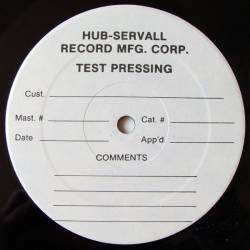 HUB-SERVALL
RECORD MFG. CORP.
TEST PRESSING
Cust.
Mast. # Cat. #
Date App'd
COMMENTS